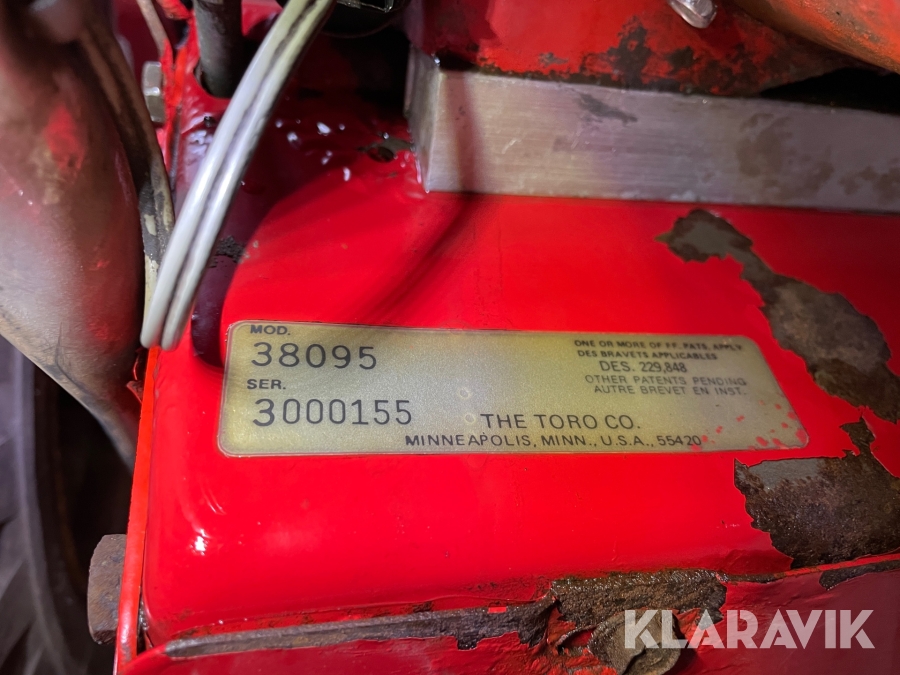 MOD.
38095
SER.
3000155
ONE OR MORE OF FF. PATS. APPLY
DES BRAVETS APPLICABLES
DES. 229,848
OTHER PATENTS PENDING
AUTRE BREVET EN INST.
THE TORO CO.
MINNEAPOLIS, MINN., U.S.A., 55420
KLARAVIK